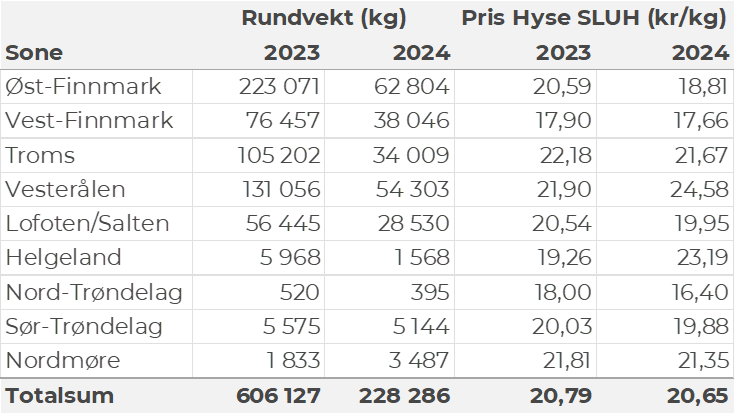 Rundvekt (kg) Pris Hyse SLUH (kr/kg)
Sone 2023 2024 2023 2024
Øst-Finnmark 223 071 62 804 20,59 18,81
Vest-Finnmark 76 457 38 046 17,90 17,66
Troms 105 202 34 009 22,18 21,67
Vesterålen 131 056 54 303 21,90 24,58
Lofoten/Salten 56 445 28 530 20,54 19,95
Helgeland 5 968 1 568 19,26 23,19
Nord-Trøndelag 520 395 18,00 16,40
Sør-Trøndelag 5 575 5 144 20,03 19,88
Nordmøre 1 833 3 487 21,81 21,35
Totalsum 606 127 228 286 20,79 20,65